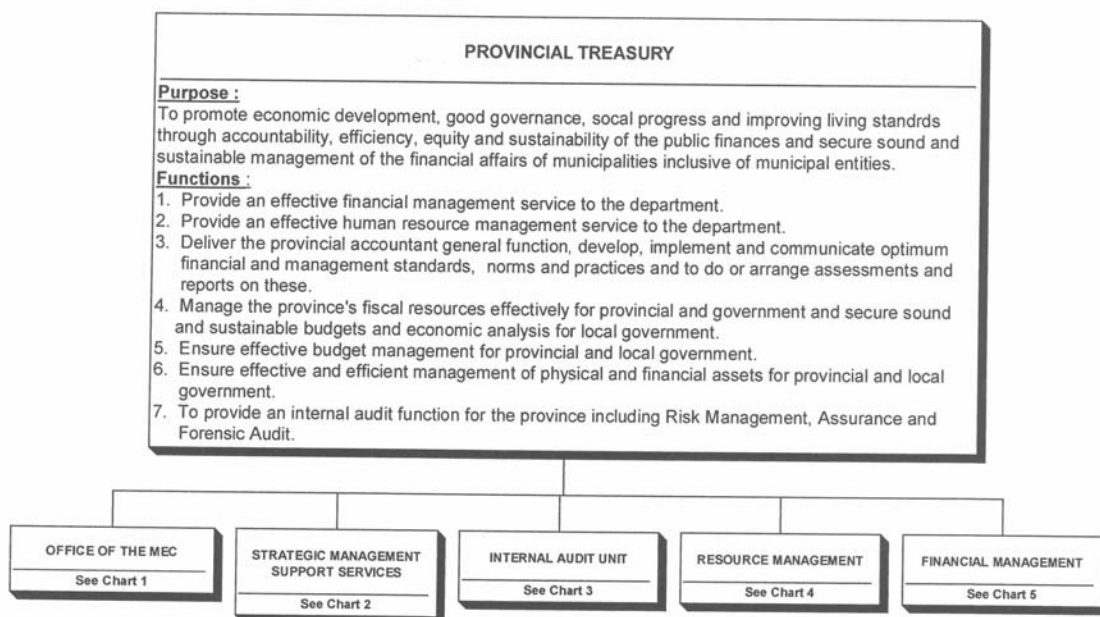 PROVINCIAL TREASURY
Purpose :
To promote economic development, good governance, socal progress and improving living standrds
through accountability, efficiency, equity and sustainability of the public finances and secure sound and
sustainable management of the financial affairs of municipalities inclusive of municipal entities.
Functions :
1. Provide an effective financial management service to the department.
2. Provide an effective human resource management service to the department.
3. Deliver the provincial accountant general function, develop, implement and communicate optimum
financial and management standards, norms and practices and to do or arrange assessments and
reports on these.
4. Manage the province's fiscal resources effectively for provincial and government and secure sound
and sustainable budgets and economic analysis for local government.
5. Ensure effective budget management for provincial and local government.
6. Ensure effective and efficient management of physical and financial assets for provincial and local
government.
7. To provide an internal audit function for the province including Risk Management, Assurance and
Forensic Audit.
OFFICE OF THE MEC
See Chart 1
STRATEGIC MANAGEMENT
SUPPORT SERVICES
See Chart 2
INTERNAL AUDIT UNIT
See Chart 3
RESOURCE MANAGEMENT
See Chart 4
FINANCIAL MANAGEMENT
See Chart 5